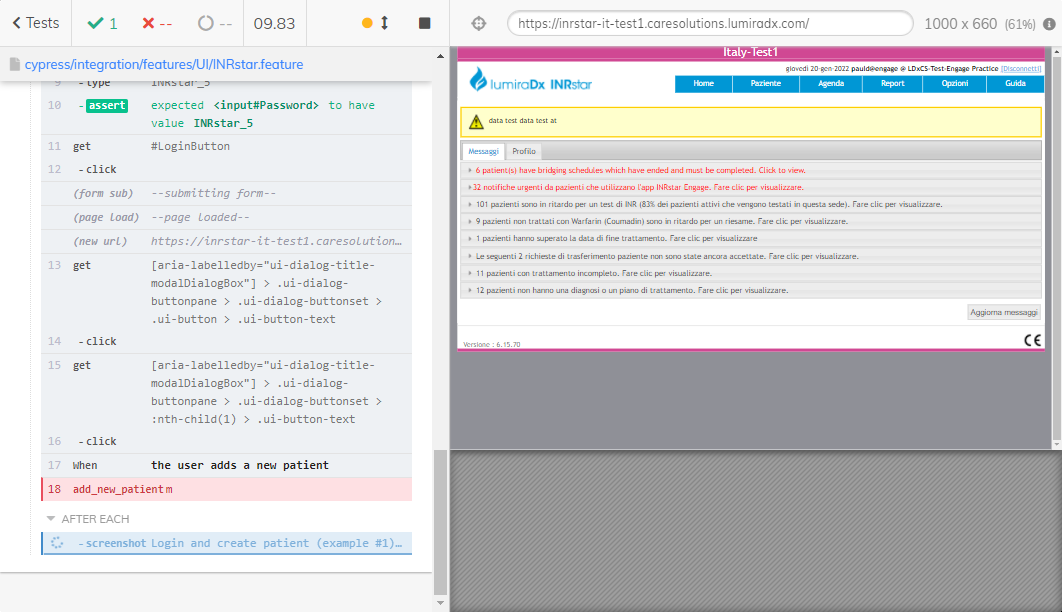 Tests
1
--
--
09.83
https://inrstar-it-test1.caresolutions.lumiradx.com/
1000 x 660 (61%)
cypress/integration/features/UI/INRstar.feature
9 -type INRstar_5
10 -assert expected <input#Password> to have
value INRstar_5
11 get #LoginButton
12 -click
(form sub) --submitting form--
(page load) --page loaded--
(new url) https://inrstar-it-test1.caresolution...
13 get [aria-labelledby="ui-dialog-title-
modalDialogBox"] > .ui-dialog-
buttonpane > .ui-dialog-buttonset >
.ui-button > .ui-button-text
14 -click
15 get [aria-labelledby="ui-dialog-title-
modalDialogBox"] > .ui-dialog-
buttonpane > .ui-dialog-buttonset >
:nth-child(1) > .ui-button-text
16 -click
17 When the user adds a new patient
18 add_new_patient m
AFTER EACH
-screenshot Login and create patient (example #1)...
Italy-Test1
giovedì 20-gen-2022 pauld@engage @ LDxCS-Test-Engage Practice [Disconnetti]
lumiraDx INRstar
Home Paziente Agenda Report Opzioni Guida
data test data test at
Messaggi Profilo
6 patient(s) have bridging schedules which have ended and must be completed. Click to view.
32 notifiche urgenti da pazienti che utilizzano l'app INRstar Engage. Fare clic per visualizzare.
101 pazienti sono in ritardo per un test di INR (83% dei pazienti attivi che vengono testati in questa sede). Fare clic per visualizzare.
9 pazienti non trattati con Warfarin (Coumadin) sono in ritardo per un riesame. Fare clic per visualizzare.
1 pazienti hanno superato la data di fine trattamento. Fare clic per visualizzare
Le seguenti 2 richieste di trasferimento paziente non sono state ancora accettate. Fare clic per visualizzare.
11 pazienti con trattamento incompleto. Fare clic per visualizzare.
12 pazienti non hanno una diagnosi o un piano di trattamento. Fare clic per visualizzare.
Aggiorna messaggi
Versione : 6.15.70
CE